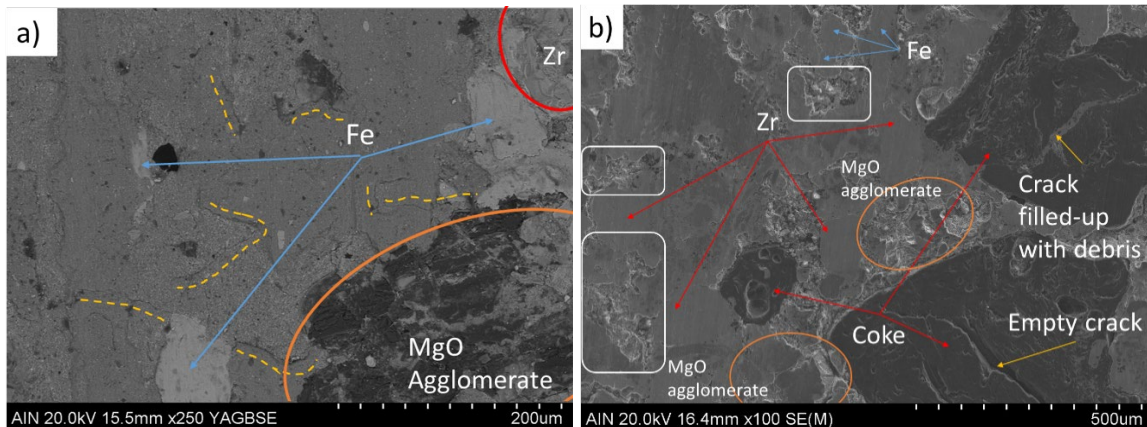 a)
Zr
Fe
MgO
Agglomerate
AIN 20.0kV 15.5mm x250 YAGBSE
200um
b)
Fe
Zr
MgO
agglomerate
Crack
filled-up
with debris
Coke
Empty crack
MgO
agglomerate
AIN 20.0kV 16.4mm x100 SE(M)
500um